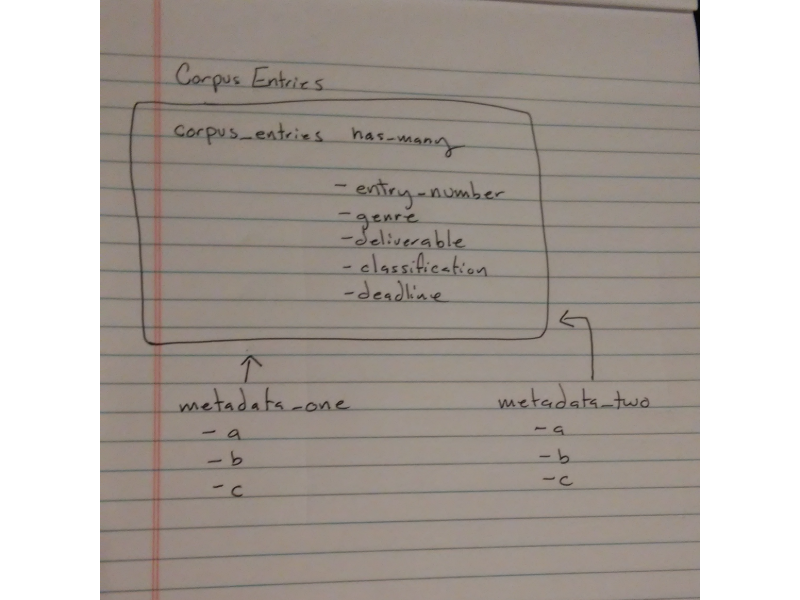 Corpus Entries
corpus_entries has_many
- entry_number
- genre
- deliverable
- classification
- deadline
metadata_one
- a
- b
- c
metadata_two
- a
- b
- c